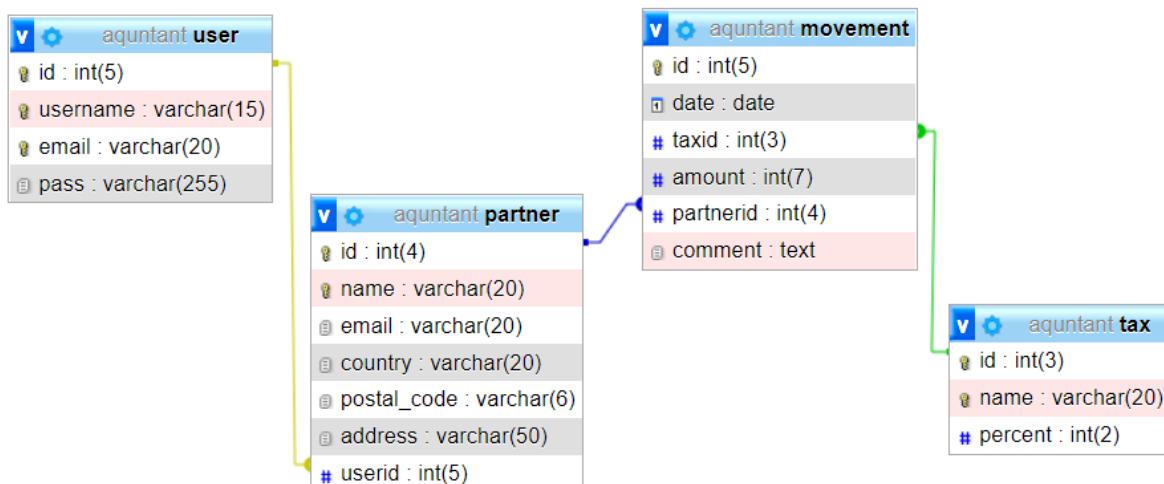 aquntant user
id : int(5)
username : varchar(15)
email : varchar(20)
pass : varchar(255)
aquntant partner
id : int(4)
name : varchar(20)
email : varchar(20)
country : varchar(20)
postal_code : varchar(6)
address : varchar(50)
userid : int(5)
aquntant movement
id : int(5)
date : date
taxid : int(3)
amount : int(7)
partnerid : int(4)
comment : text
aquntant tax
id : int(3)
name : varchar(20)
percent : int(2)